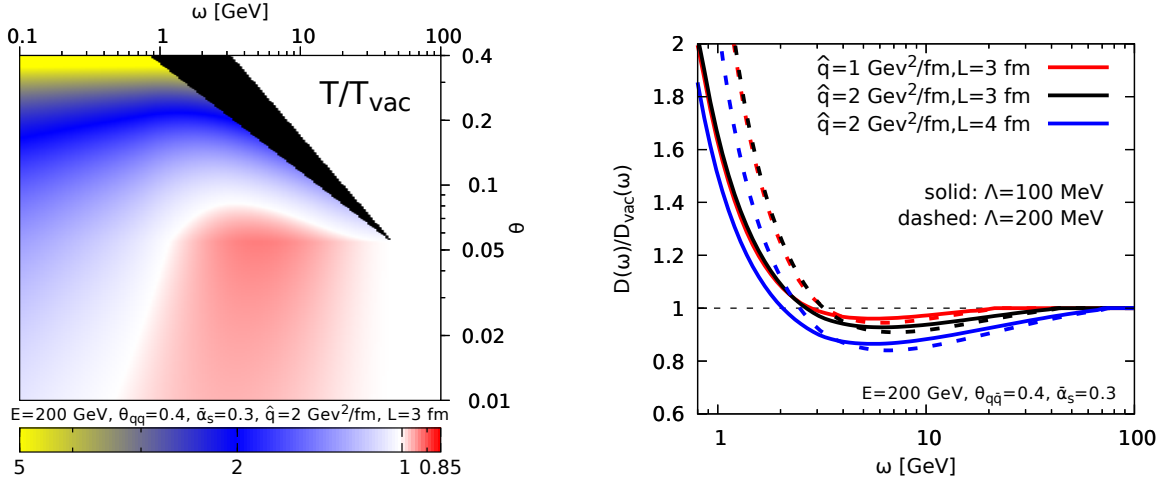 ω [GeV]
0.1 1 10 100
T/T_vac
0.4
0.2
0.1
0.05
0.02
0.01
θ
E=200 GeV, θ_qq=0.4, ᾱ_s=0.3, q̂=2 GeV²/fm, L=3 fm
5 2 1 0.85
D(ω)/D_vac(ω)
2
1.8
1.6
1.4
1.2
1
0.8
0.6
q̂=1 Gev²/fm,L=3 fm
q̂=2 Gev²/fm,L=3 fm
q̂=2 Gev²/fm,L=4 fm
solid: Λ=100 MeV
dashed: Λ=200 MeV
E=200 GeV, θ_qq̄=0.4, ᾱ_s=0.3
1 10 100
ω [GeV]